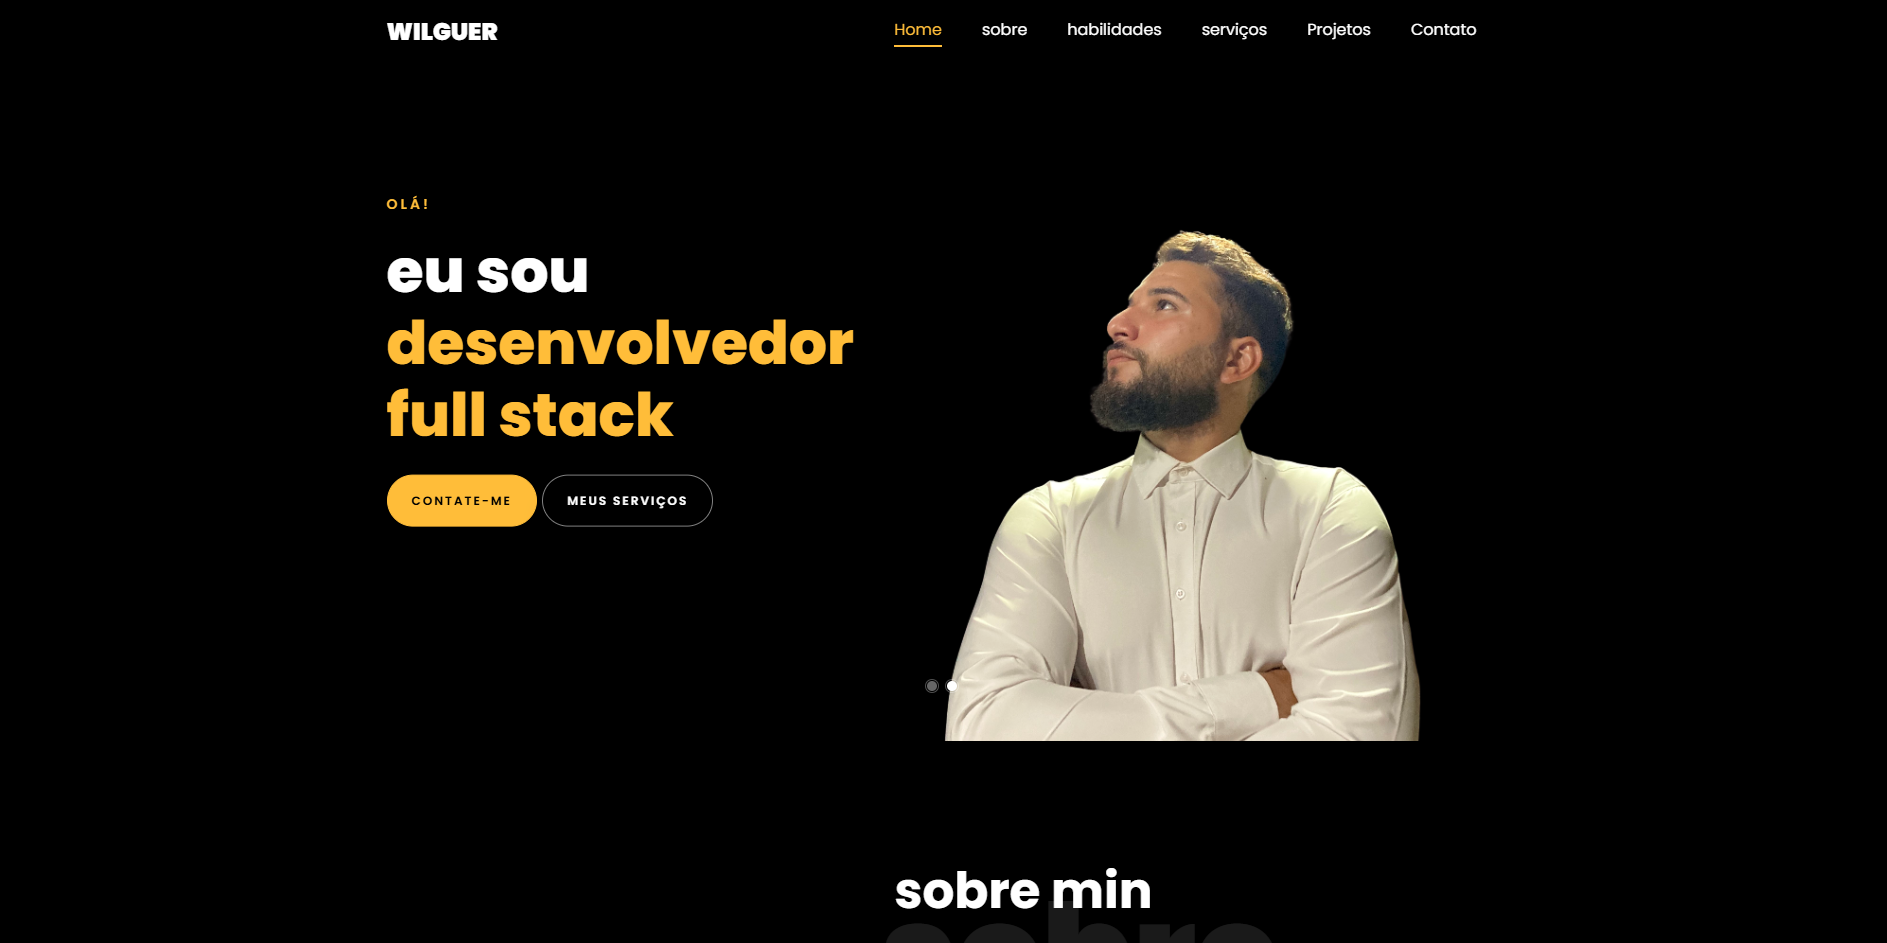 WILGUER
Home sobre habilidades serviços Projetos Contato
OLÁ!
eu sou
desenvolvedor
full stack
CONTATE-ME MEUS SERVIÇOS
sobre min
sobre